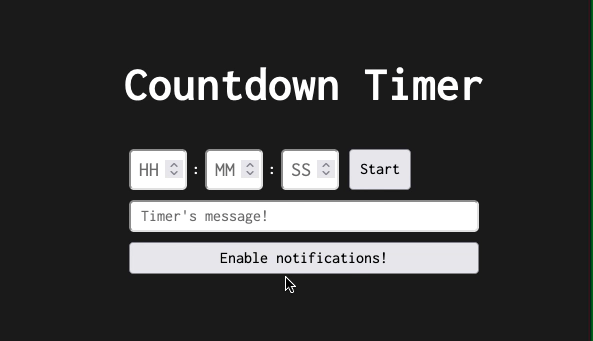 Countdown Timer
HH : MM : SS Start
Timer's message!
Enable notifications!